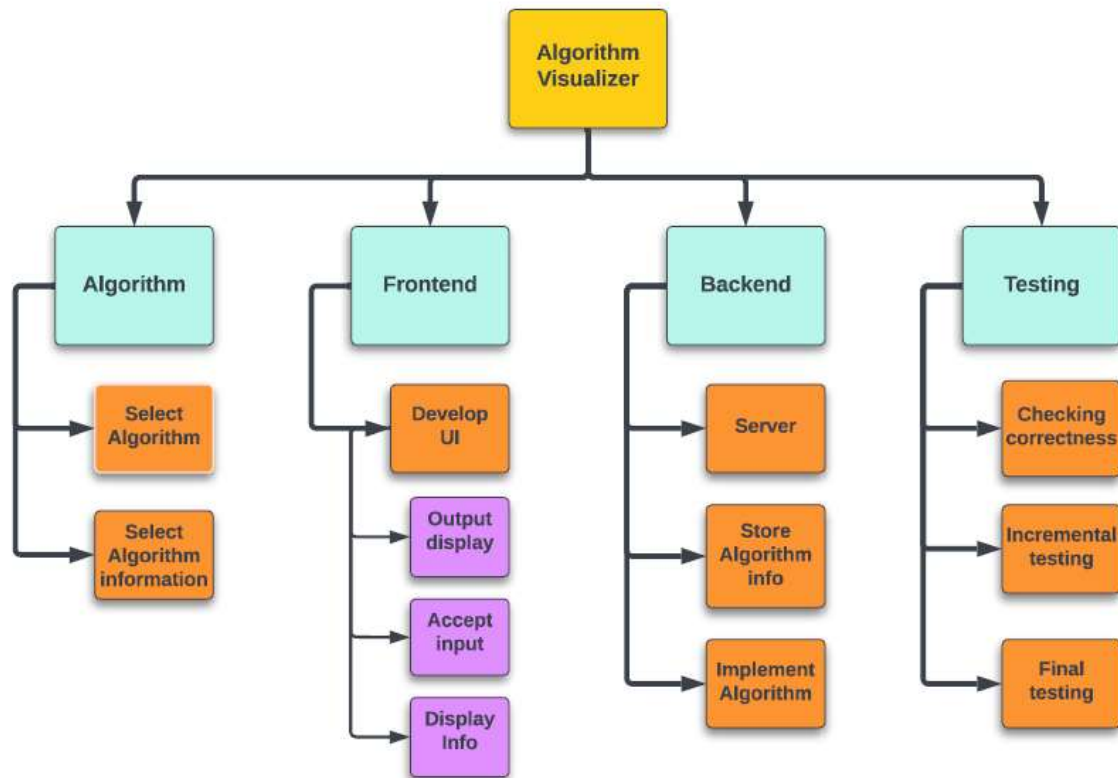 Algorithm
Visualizer
Algorithm
Frontend
Backend
Testing
Select
Algorithm
Select
Algorithm
information
Develop
UI
Output
display
Accept
input
Display
Info
Server
Store
Algorithm
info
Implement
Algorithm
Checking
correctness
Incremental
testing
Final
testing